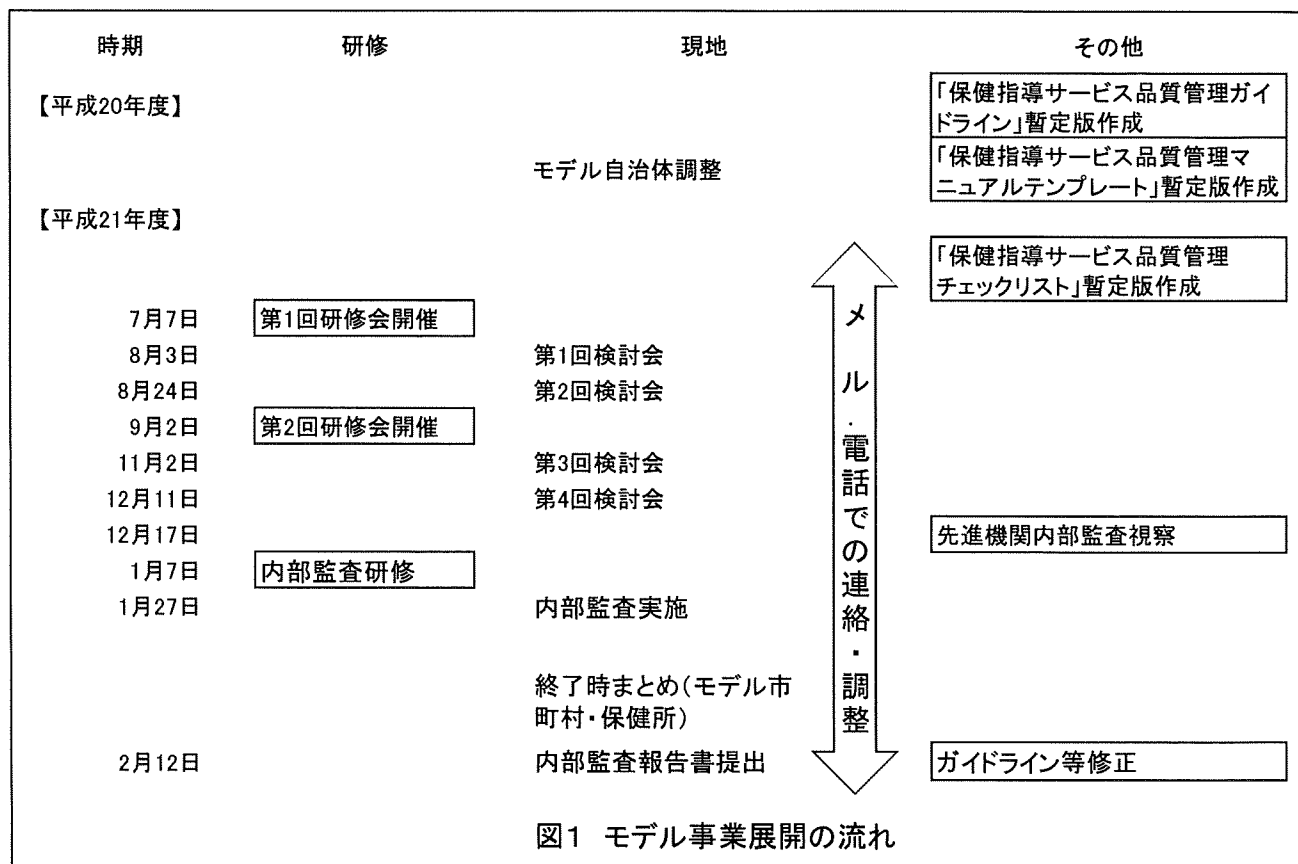 時期 研修 現地 その他
【平成20年度】
「保健指導サービス品質管理ガイ
ドライン」暫定版作成
モデル自治体調整
「保健指導サービス品質管理マ
ニュアルテンプレート」暫定版作成
【平成21年度】
「保健指導サービス品質管理
チェックリスト」暫定版作成
7月7日 第1回研修会開催
8月3日 第1回検討会
8月24日 第2回検討会
9月2日 第2回研修会開催
11月2日 第3回検討会
12月11日 第4回検討会
12月17日 先進機関内部監査視察
1月7日 内部監査研修
1月27日 内部監査実施
終了時まとめ(モデル市
町村・保健所)
2月12日 内部監査報告書提出 ガイドライン等修正
メール・電話での連絡・調整
図1 モデル事業展開の流れ